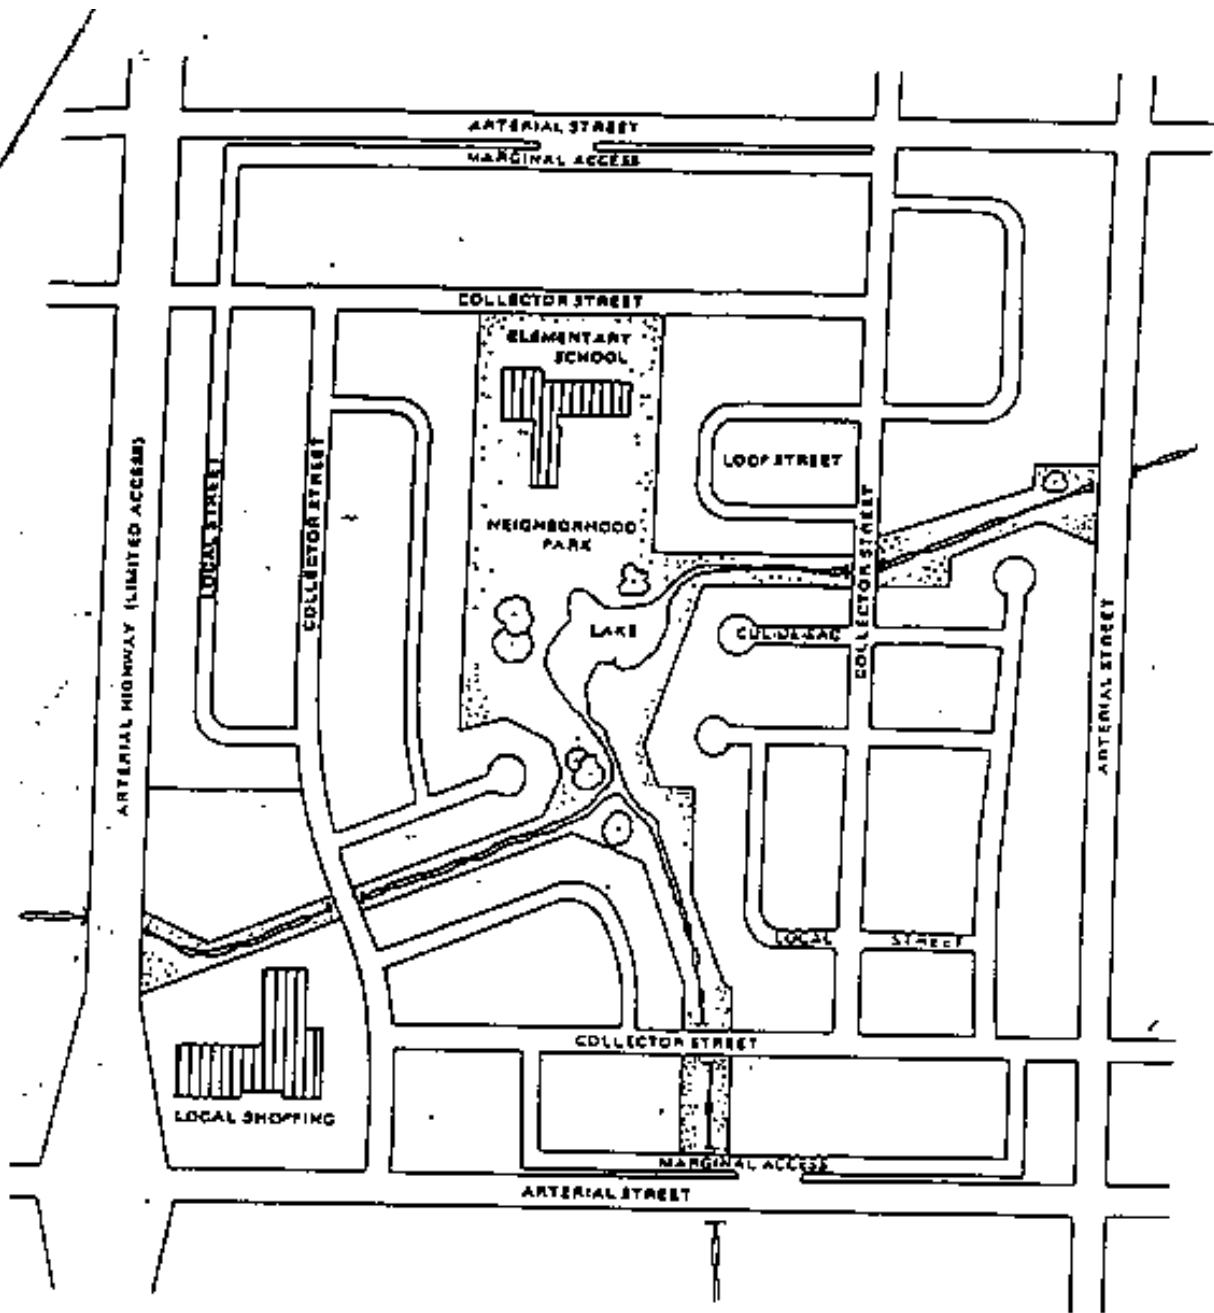 ARTERIAL STREET
MARGINAL ACCESS
COLLECTOR STREET
ELEMENTARY
SCHOOL
LOOP STREET
LOCAL STREET
COLLECTOR STREET
ARTERIAL HIGHWAY (LIMITED ACCESS)
NEIGHBORHOOD
PARK
LAKE
CUL-DE-SAC
COLLECTOR STREET
ARTERIAL STREET
LOCAL STREET
COLLECTOR STREET
LOCAL SHOPPING
MARGINAL ACCESS
ARTERIAL STREET